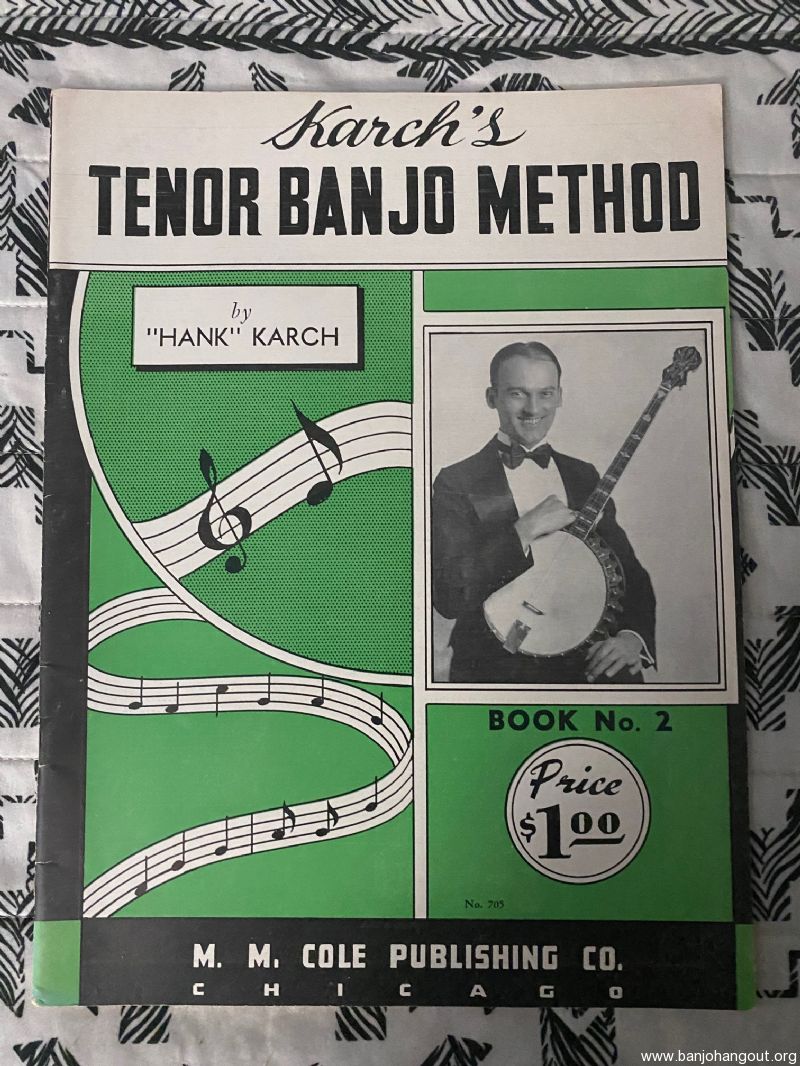 Karch's
TENOR BANJO METHOD
by
"HANK" KARCH
BOOK No. 2
Price
$1.00
No. 705
M. M. COLE PUBLISHING CO.
CHICAGO
www.banjohangout.org